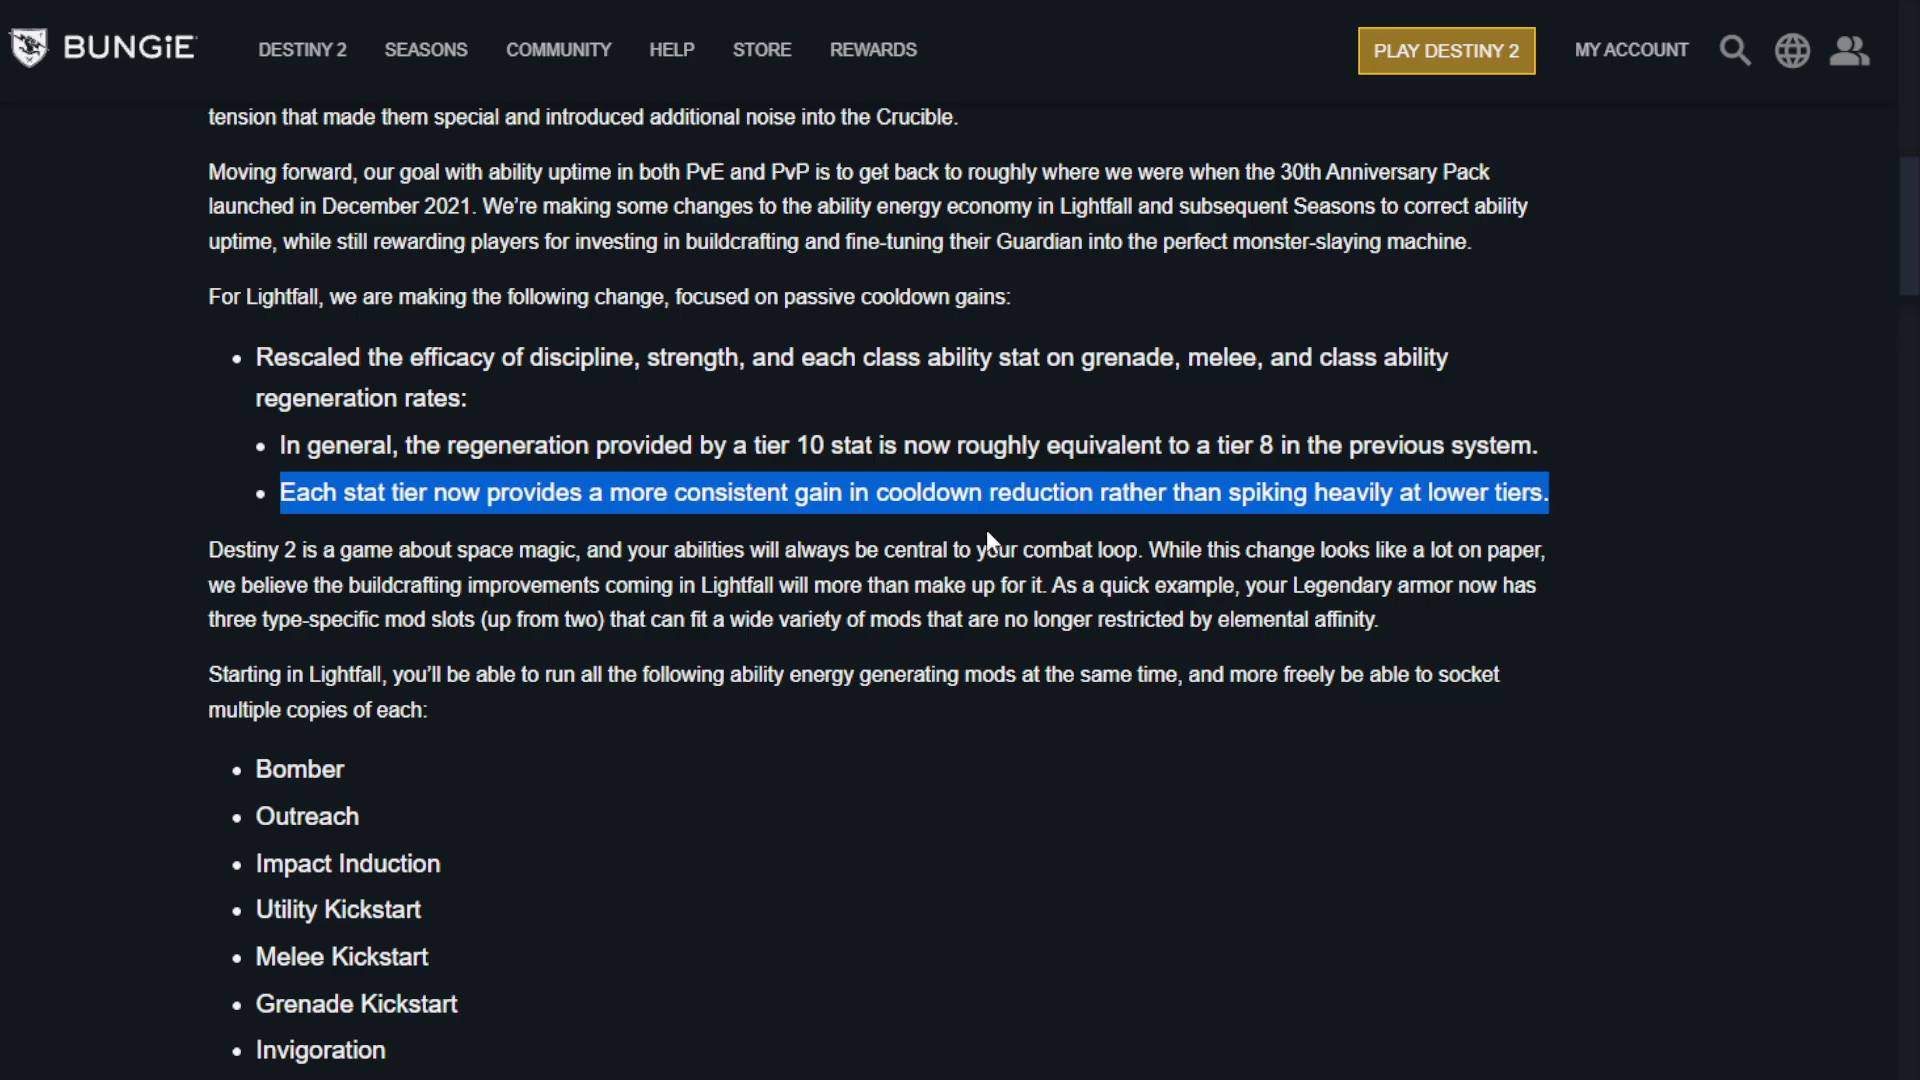 BUNGiE
DESTINY 2 SEASONS COMMUNITY HELP STORE REWARDS PLAY DESTINY 2 MY ACCOUNT
tension that made them special and introduced additional noise into the Crucible.
Moving forward, our goal with ability uptime in both PvE and PvP is to get back to roughly where we were when the 30th Anniversary Pack
launched in December 2021. We're making some changes to the ability energy economy in Lightfall and subsequent Seasons to correct ability
uptime, while still rewarding players for investing in buildcrafting and fine-tuning their Guardian into the perfect monster-slaying machine.
For Lightfall, we are making the following change, focused on passive cooldown gains:
• Rescaled the efficacy of discipline, strength, and each class ability stat on grenade, melee, and class ability
regeneration rates:
• In general, the regeneration provided by a tier 10 stat is now roughly equivalent to a tier 8 in the previous system.
• Each stat tier now provides a more consistent gain in cooldown reduction rather than spiking heavily at lower tiers.
Destiny 2 is a game about space magic, and your abilities will always be central to your combat loop. While this change looks like a lot on paper,
we believe the buildcrafting improvements coming in Lightfall will more than make up for it. As a quick example, your Legendary armor now has
three type-specific mod slots (up from two) that can fit a wide variety of mods that are no longer restricted by elemental affinity.
Starting in Lightfall, you'll be able to run all the following ability energy generating mods at the same time, and more freely be able to socket
multiple copies of each:
• Bomber
• Outreach
• Impact Induction
• Utility Kickstart
• Melee Kickstart
• Grenade Kickstart
• Invigoration